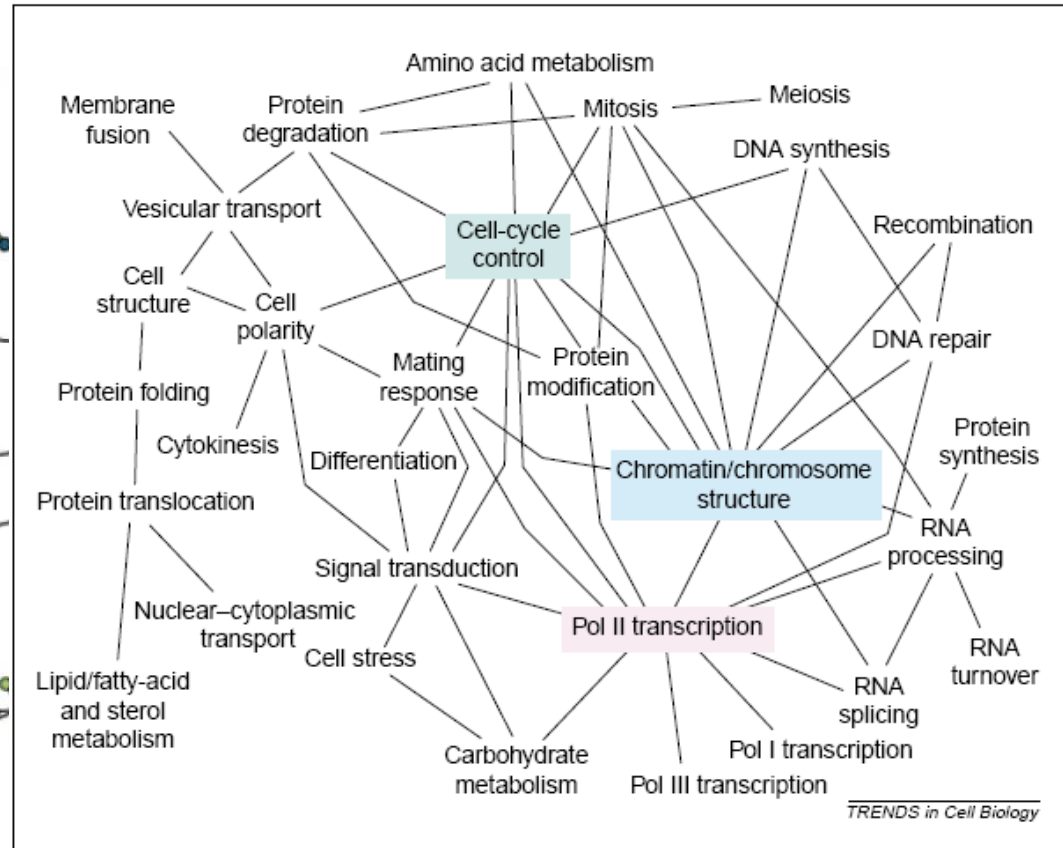 Amino acid metabolism
Membrane
fusion
Protein
degradation
Mitosis
Meiosis
DNA synthesis
Vesicular transport
Cell-cycle
control
Recombination
Cell
structure
Cell
polarity
DNA repair
Mating
response
Protein
modification
Protein folding
Cytokinesis
Differentiation
Protein
synthesis
Chromatin/chromosome
structure
Protein translocation
RNA
processing
Signal transduction
Nuclear–cytoplasmic
transport
Pol II transcription
Cell stress
RNA
turnover
Lipid/fatty-acid
and sterol
metabolism
RNA
splicing
Carbohydrate
metabolism
Pol I transcription
Pol III transcription
TRENDS in Cell Biology